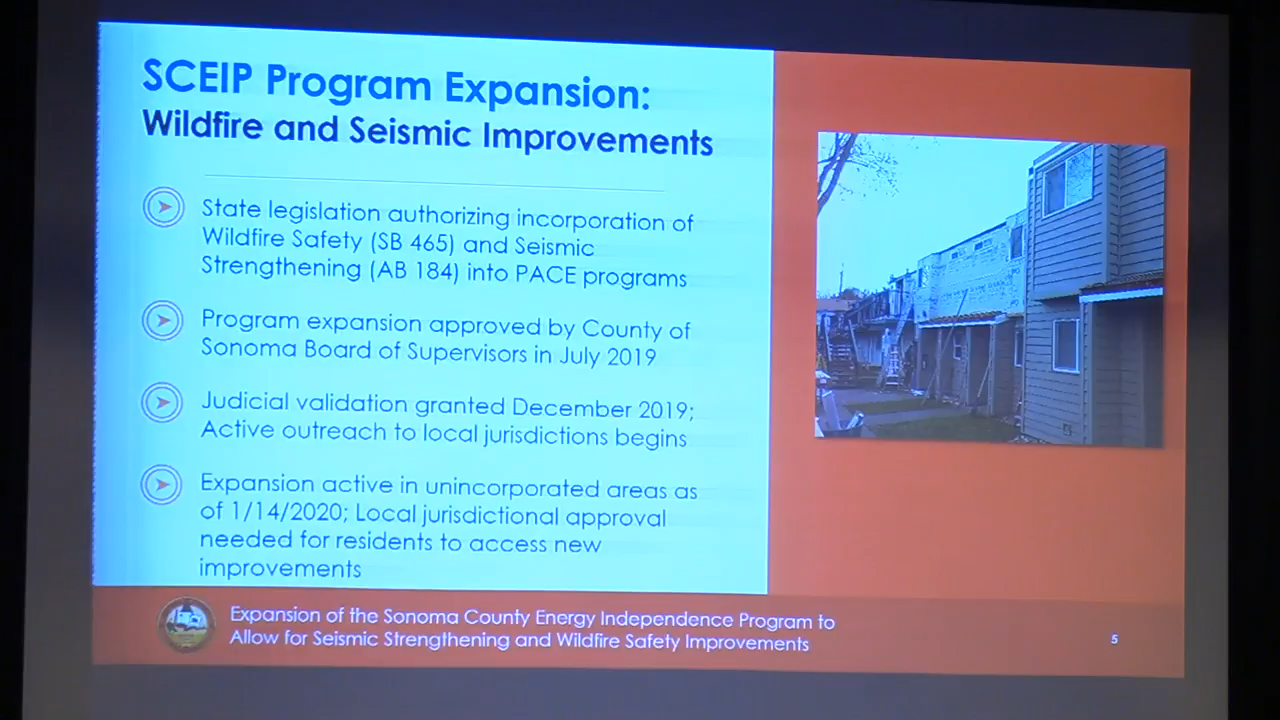 SCEIP Program Expansion:
Wildfire and Seismic Improvements
State legislation authorizing incorporation of
Wildfire Safety (SB 465) and Seismic
Strengthening (AB 184) into PACE programs
Program expansion approved by County of
Sonoma Board of Supervisors in July 2019
Judicial validation granted December 2019;
Active outreach to local jurisdictions begins
Expansion active in unincorporated areas as
of 1/14/2020; Local jurisdictional approval
needed for residents to access new
improvements
Expansion of the Sonoma County Energy Independence Program to
Allow for Seismic Strengthening and Wildfire Safety Improvements
5